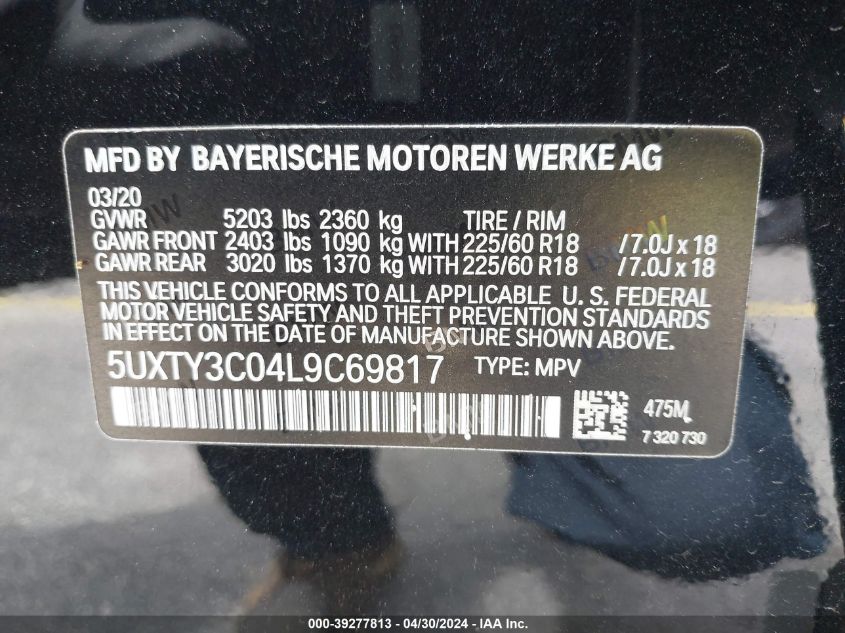 MFD BY BAYERISCHE MOTOREN WERKE AG
03/20
GVWR 5203 lbs 2360 kg TIRE / RIM
GAWR FRONT 2403 lbs 1090 kg WITH 225/60 R18 /7.0J x 18
GAWR REAR 3020 lbs 1370 kg WITH 225/60 R18 /7.0J x 18
THIS VEHICLE CONFORMS TO ALL APPLICABLE U. S. FEDERAL
MOTOR VEHICLE SAFETY AND THEFT PREVENTION STANDARDS
IN EFFECT ON THE DATE OF MANUFACTURE SHOWN ABOVE.
5UXTY3C04L9C69817 TYPE: MPV
475M
7 320 730
000-39277813 - 04/30/2024 - IAA Inc.